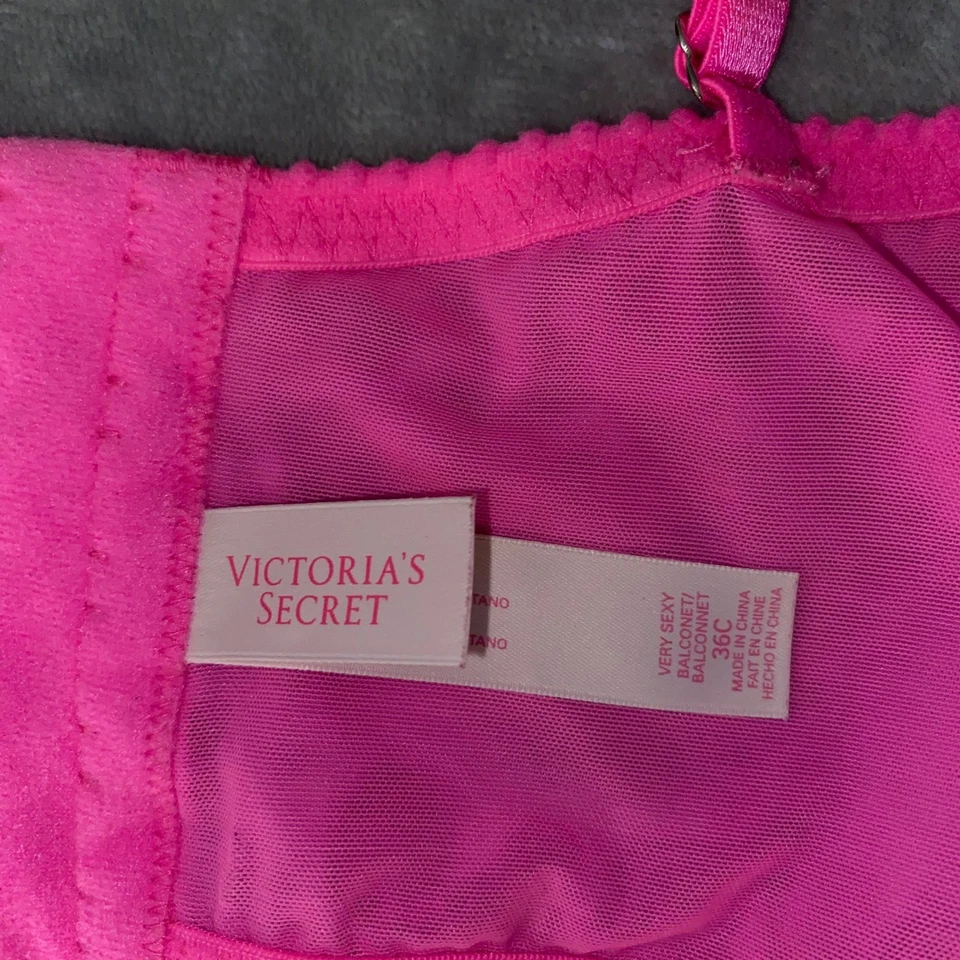 VICTORIA'S
SECRET
TANO
TANO
VERY SEXY
BALCONET/
BALCONNET
36C
MADE IN CHINA
FAIT EN CHINE
HECHO EN CHINA